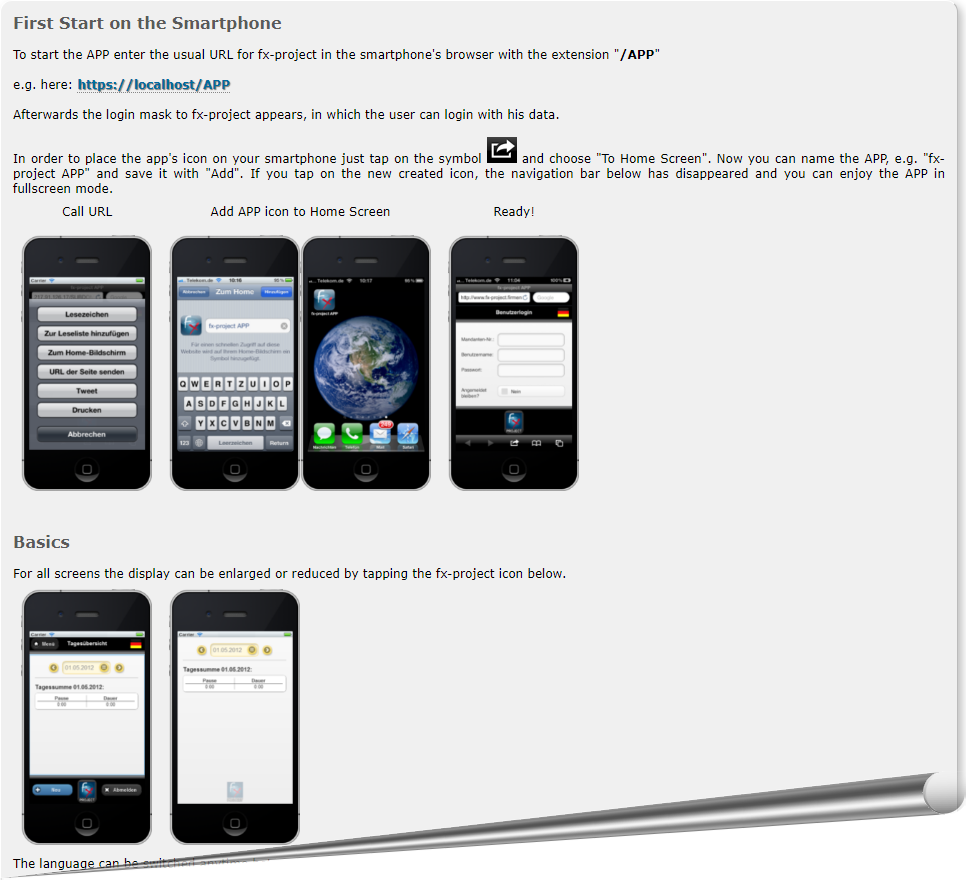 First Start on the Smartphone
To start the APP enter the usual URL for fx-project in the smartphone's browser with the extension "/APP"
e.g. here: https://localhost/APP
Afterwards the login mask to fx-project appears, in which the user can login with his data.
In order to place the app's icon on your smartphone just tap on the symbol and choose "To Home Screen". Now you can name the APP, e.g. "fx-
project APP" and save it with "Add". If you tap on the new created icon, the navigation bar below has disappeared and you can enjoy the APP in
fullscreen mode.
Call URL Add APP icon to Home Screen Ready!
Carrier
Lesezeichen
Zur Leseliste hinzufügen
Zum Home-Bildschirm
URL der Seite senden
Tweet
Drucken
Abbrechen
Telekom.de 10:16
Abbrechen Zum Home Hinzufügen
fx-project APP
Für einen schnellen Zugriff auf diese
Website wird auf Ihrem Home-Bildschirm ein
Symbol hinzugefügt.
Q W E R T Z U I O P
A S D F G H J K L
Y X C V B N M
123 Leerzeichen Return
Telekom.de 10:17
fx-project APP
Nachrichten Telefon Mail Safari
Telekom.de 11:04 100%
fx-project APP
http://www.fx-project.firmen Google
Benutzerlogin
Mandanten-Nr.:
Benutzername:
Passwort:
Angemeldet
bleiben?
Nein
PROJECT
Basics
For all screens the display can be enlarged or reduced by tapping the fx-project icon below.
Carrier
Menü Tagesübersicht
01.05.2012
Tagessumme 01.05.2012:
Pause Dauer
0:00 0:00
Neu PROJECT Abmelden
Carrier
01.05.2012
Tagessumme 01.05.2012:
Pause Dauer
0:00 0:00
The language can be switched